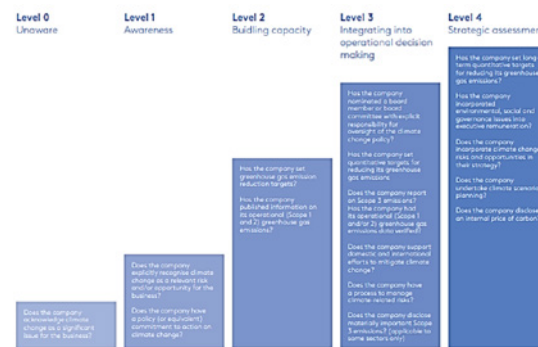 Level 0
Unaware
Level 1
Awareness
Level 2
Buidling capacity
Level 3
Integrating into
operational decision
making
Level 4
Strategic assessment
Does the company
acknowledge climate
change as a significant
issue for the business?
Does the company
explicitly recognise climate
change as a relevant risk
and/or opportunity for the
business?
Does the company have
a policy (or equivalent)
commitment to action on
climate change?
Has the company set
greenhouse gas emission
reduction targets?
Has the company
published information on
its operational (Scope 1
and 2) greenhouse gas
emissions?
Has the company
nominated a board
member or board
committee with explicit
responsibility for
oversight of the climate
change policy?
Has the company set
quantitative targets for
reducing its greenhouse
gas emissions
Does the company report
on Scope 3 emissions?
Has the company had
its operational (Scope 1
and/or 2) greenhouse gas
emissions data verified?
Does the company support
domestic and international
efforts to mitigate climate
change?
Does the company have
a process to manage
climate related risks?
Does the company disclose
materially important Scope
3 emissions? (applicable to
some sectors only)
Has the company set long
term quantitative targets
for reducing its greenhouse
gas emissions?
Has the company
incorporated
environmental, social and
governance issues into
executive remuneration?
Does the company
incorporate climate change
risks and opportunities in
their strategy?
Does the company
undertake climate scenario
planning?
Does the company disclose
an internal price of carbon?